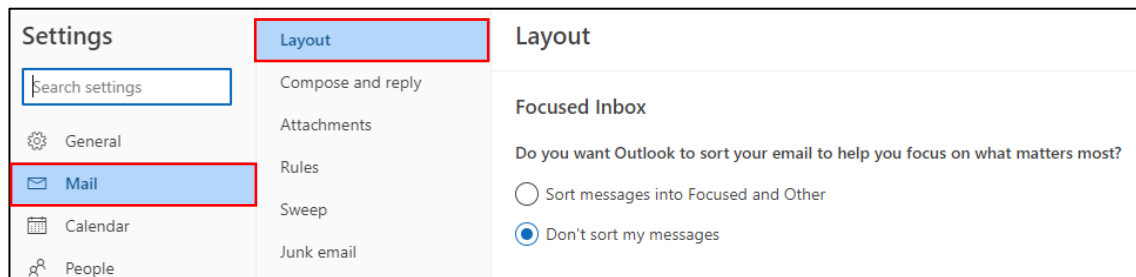 Settings
Search settings
General
Mail
Calendar
People
Layout
Compose and reply
Attachments
Rules
Sweep
Junk email
Layout
Focused Inbox
Do you want Outlook to sort your email to help you focus on what matters most?
Sort messages into Focused and Other
Don't sort my messages